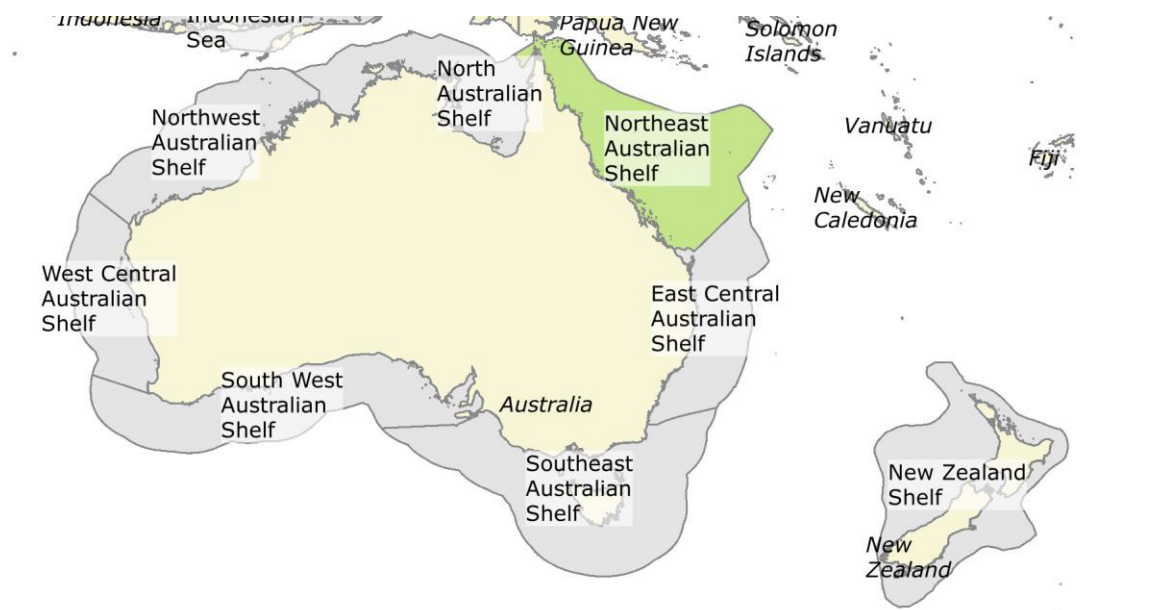 Indonesia
Indonesian
Sea
Papua New
Guinea
Solomon
Islands
North
Australian
Shelf
Northwest
Australian
Shelf
Northeast
Australian
Shelf
Vanuatu
Fiji
New
Caledonia
West Central
Australian
Shelf
East Central
Australian
Shelf
South West
Australian
Shelf
Australia
Southeast
Australian
Shelf
New Zealand
Shelf
New
Zealand